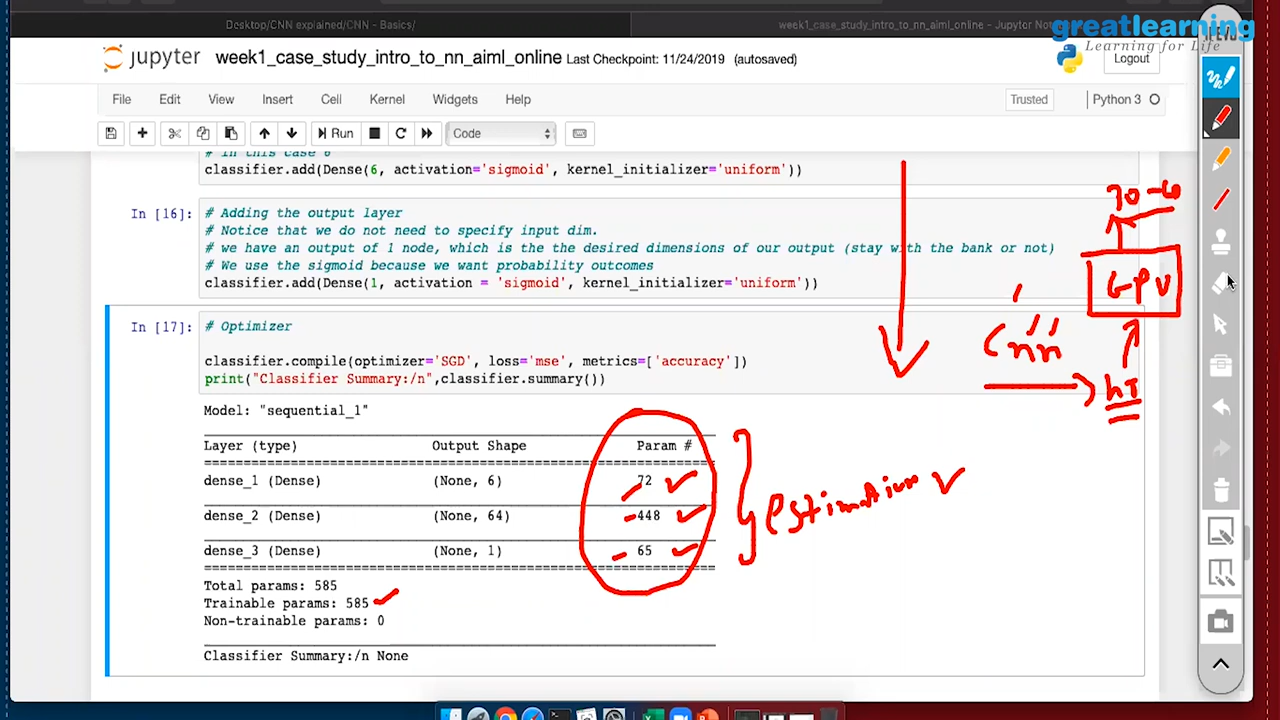 Desktop/CNN explained/CNN - Basics/
week1_case_study_intro_to_nn_aiml_online - Jupyter Not
greatlearning
Learning for Life
jupyter week1_case_study_intro_to_nn_aiml_online Last Checkpoint: 11/24/2019 (autosaved)
Logout
File Edit View Insert Cell Kernel Widgets Help
Trusted Python 3
Run Code
# In this case 6
classifier.add(Dense(6, activation='sigmoid', kernel_initializer='uniform'))
In [16]:
# Adding the output layer
# Notice that we do not need to specify input dim.
# we have an output of 1 node, which is the the desired dimensions of our output (stay with the bank or not)
# We use the sigmoid because we want probability outcomes
classifier.add(Dense(1, activation = 'sigmoid', kernel_initializer='uniform'))
GPU
In [17]:
# Optimizer
classifier.compile(optimizer='SGD', loss='mse', metrics=['accuracy'])
print("Classifier Summary:/n",classifier.summary())
Cnn
Model: "sequential_1"
Layer (type) Output Shape Param #
dense_1 (Dense) (None, 6) 72
dense_2 (Dense) (None, 64) 448
dense_3 (Dense) (None, 1) 65
Total params: 585
Trainable params: 585
Non-trainable params: 0
Classifier Summary:/n None